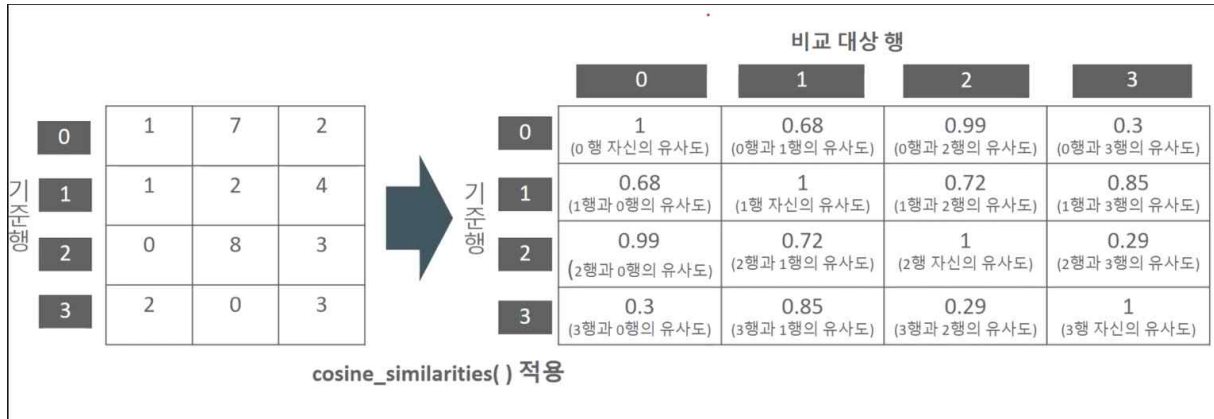 비교 대상 행
0 1 2 3
기준행
0 1 7 2
1 1 2 4
2 0 8 3
3 2 0 3
기준행
0 1 0.68 0.99 0.3
(0 행 자신의 유사도) (0행과 1행의 유사도) (0행과 2행의 유사도) (0행과 3행의 유사도)
1 0.68 1 0.72 0.85
(1행과 0행의 유사도) (1행 자신의 유사도) (1행과 2행의 유사도) (1행과 3행의 유사도)
2 0.99 0.72 1 0.29
(2행과 0행의 유사도) (2행과 1행의 유사도) (2행 자신의 유사도) (2행과 3행의 유사도)
3 0.3 0.85 0.29 1
(3행과 0행의 유사도) (3행과 1행의 유사도) (3행과 2행의 유사도) (3행 자신의 유사도)
cosine_similarities( ) 적용